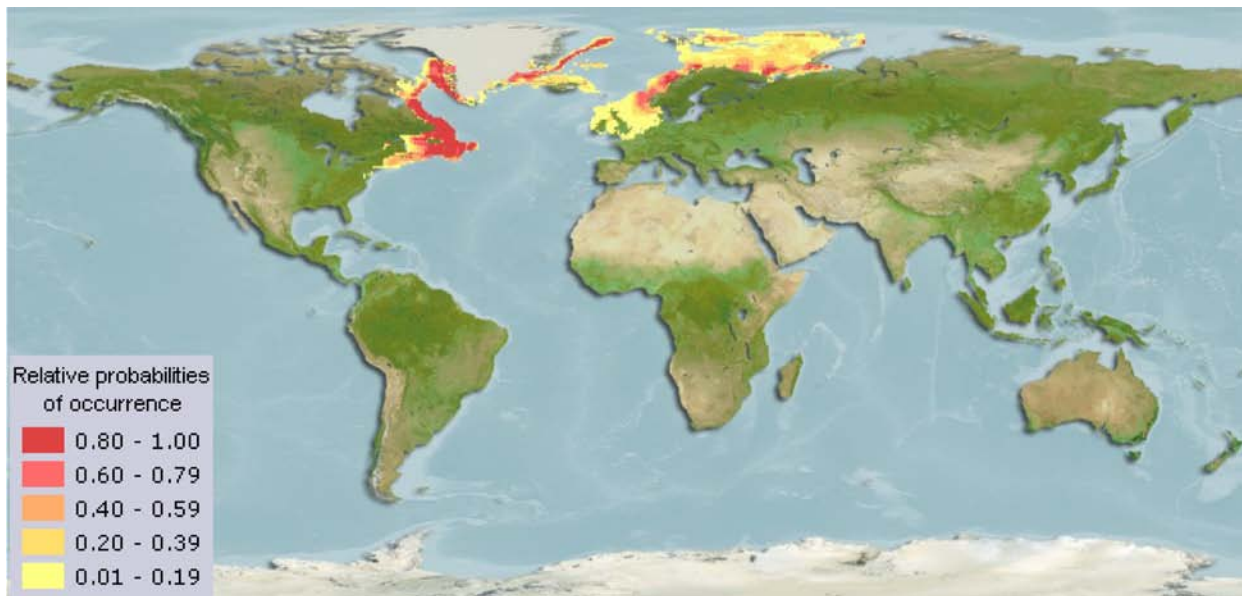 Relative probabilities
of occurrence
0.80 - 1.00
0.60 - 0.79
0.40 - 0.59
0.20 - 0.39
0.01 - 0.19